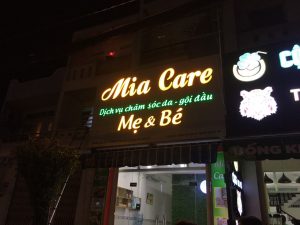 Mia Care
Dịch vụ chăm sóc da - gội đầu
Mẹ & Bé